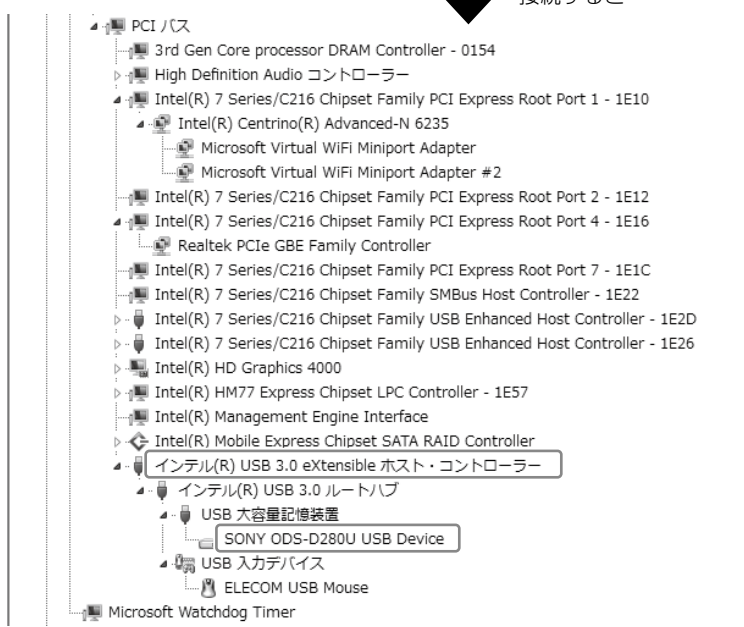 接続すると
PCI バス
3rd Gen Core processor DRAM Controller - 0154
High Definition Audio コントローラー
Intel(R) 7 Series/C216 Chipset Family PCI Express Root Port 1 - 1E10
Intel(R) Centrino(R) Advanced-N 6235
Microsoft Virtual WiFi Miniport Adapter
Microsoft Virtual WiFi Miniport Adapter #2
Intel(R) 7 Series/C216 Chipset Family PCI Express Root Port 2 - 1E12
Intel(R) 7 Series/C216 Chipset Family PCI Express Root Port 4 - 1E16
Realtek PCIe GBE Family Controller
Intel(R) 7 Series/C216 Chipset Family PCI Express Root Port 7 - 1E1C
Intel(R) 7 Series/C216 Chipset Family SMBus Host Controller - 1E22
Intel(R) 7 Series/C216 Chipset Family USB Enhanced Host Controller - 1E2D
Intel(R) 7 Series/C216 Chipset Family USB Enhanced Host Controller - 1E26
Intel(R) HD Graphics 4000
Intel(R) HM77 Express Chipset LPC Controller - 1E57
Intel(R) Management Engine Interface
Intel(R) Mobile Express Chipset SATA RAID Controller
インテル(R) USB 3.0 eXtensible ホスト・コントローラー
インテル(R) USB 3.0 ルートハブ
USB 大容量記憶装置
SONY ODS-D280U USB Device
USB 入力デバイス
ELECOM USB Mouse
Microsoft Watchdog Timer